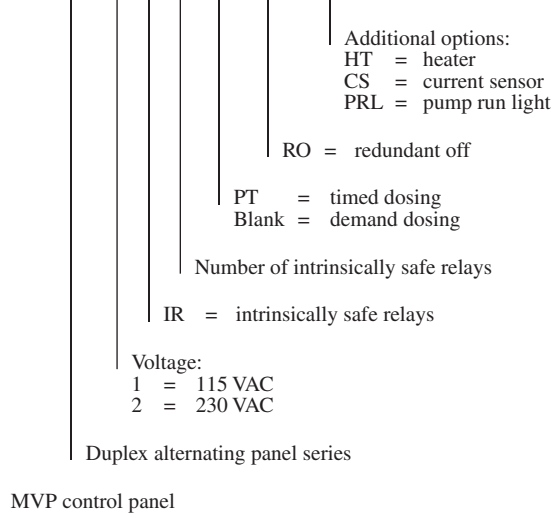 Additional options:
HT = heater
CS = current sensor
PRL = pump run light
RO = redundant off
PT = timed dosing
Blank = demand dosing
Number of intrinsically safe relays
IR = intrinsically safe relays
Voltage:
1 = 115 VAC
2 = 230 VAC
Duplex alternating panel series
MVP control panel